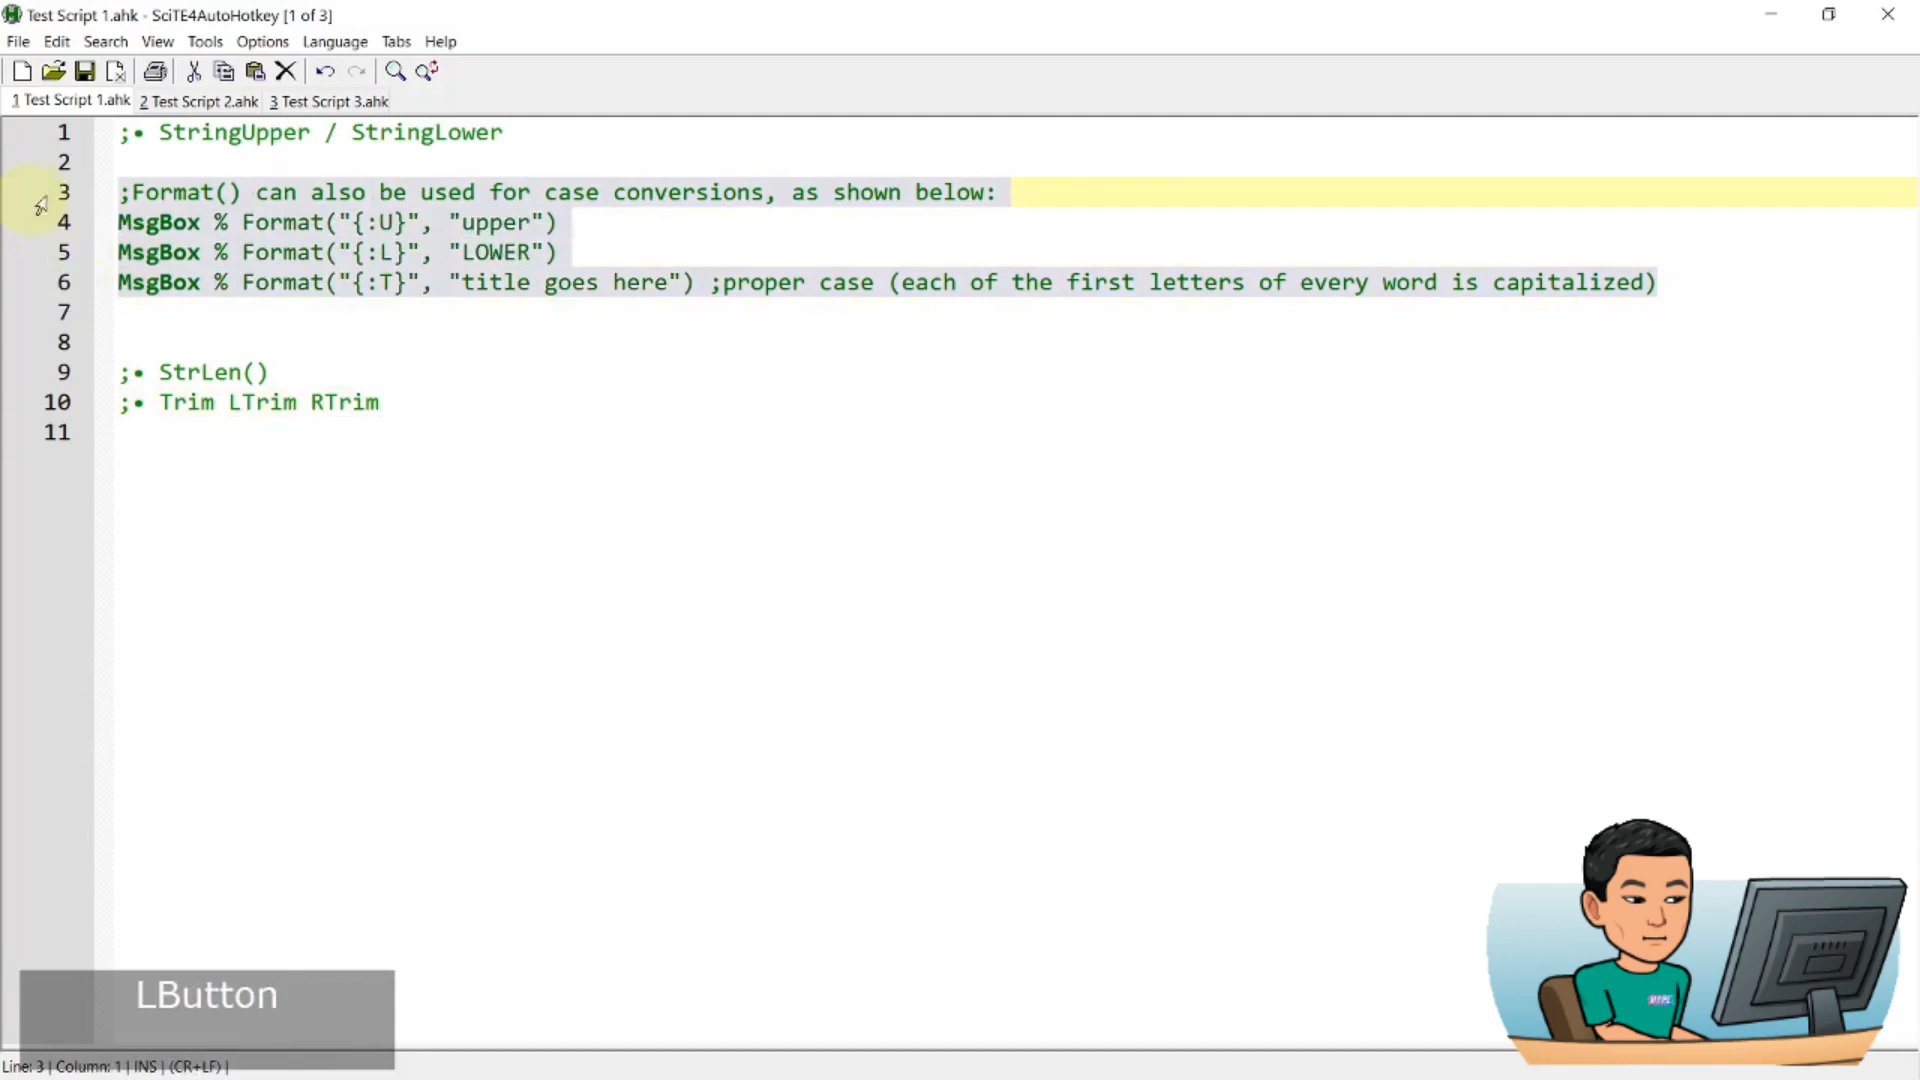 Test Script 1.ahk - SciTE4AutoHotkey [1 of 3]
File Edit Search View Tools Options Language Tabs Help
1 Test Script 1.ahk 2 Test Script 2.ahk 3 Test Script 3.ahk
1 ;• StringUpper / StringLower
2
3 ;Format() can also be used for case conversions, as shown below:
4 MsgBox % Format("{:U}", "upper")
5 MsgBox % Format("{:L}", "LOWER")
6 MsgBox % Format("{:T}", "title goes here") ;proper case (each of the first letters of every word is capitalized)
7
8
9 ;• StrLen()
10 ;• Trim LTrim RTrim
11
LButton
Line: 3 | Column: 1 | INS | (CR+LF) |